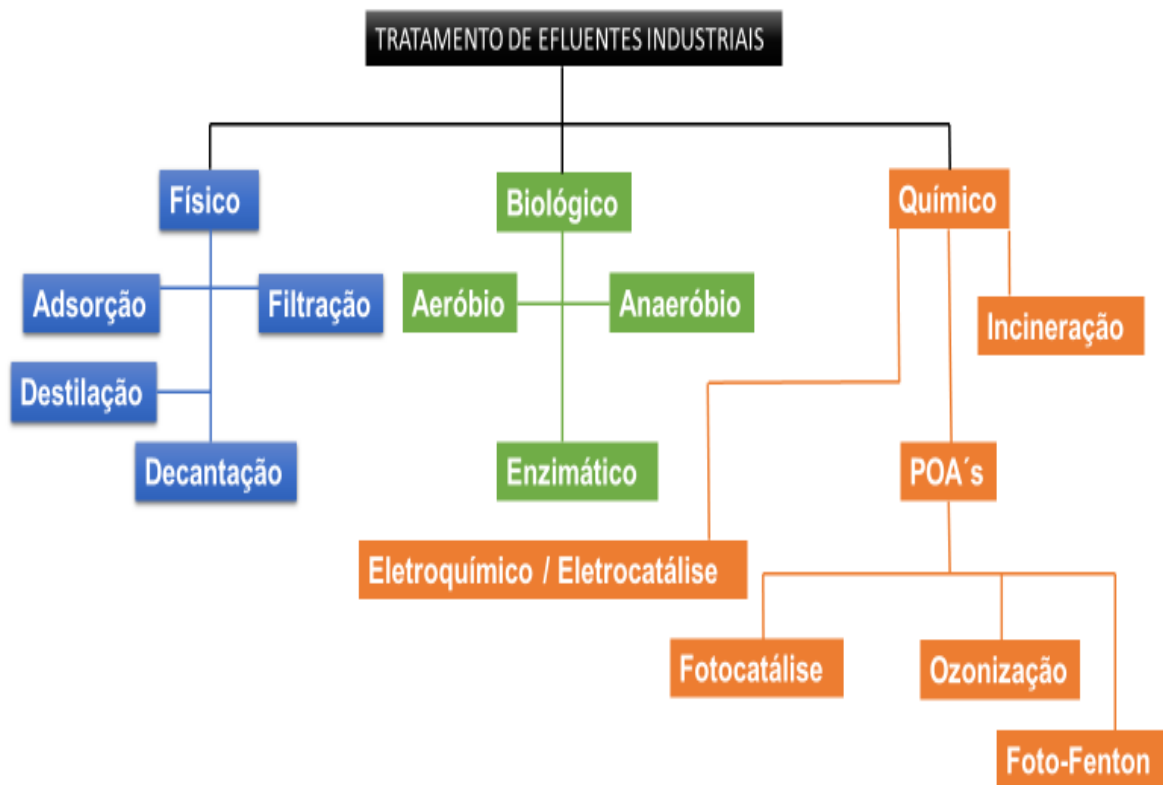 TRATAMENTO DE EFLUENTES INDUSTRIAIS
Físico
Biológico
Químico
Adsorção
Filtração
Aeróbio
Anaeróbio
Incineração
Destilação
Decantação
Enzimático
POA´s
Eletroquímico / Eletrocatálise
Fotocatálise
Ozonização
Foto-Fenton